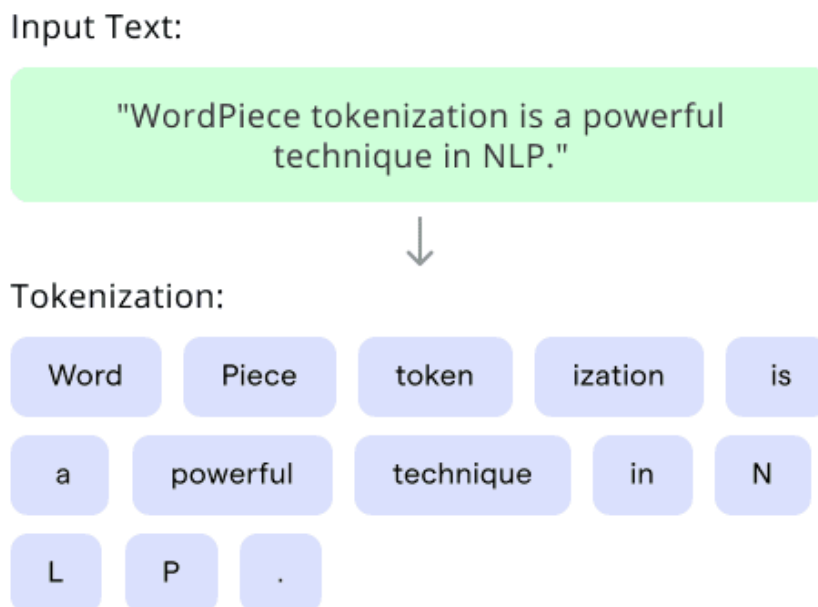 Input Text:
"WordPiece tokenization is a powerful
technique in NLP."
Tokenization:
Word Piece token ization is
a powerful technique in N
L P .